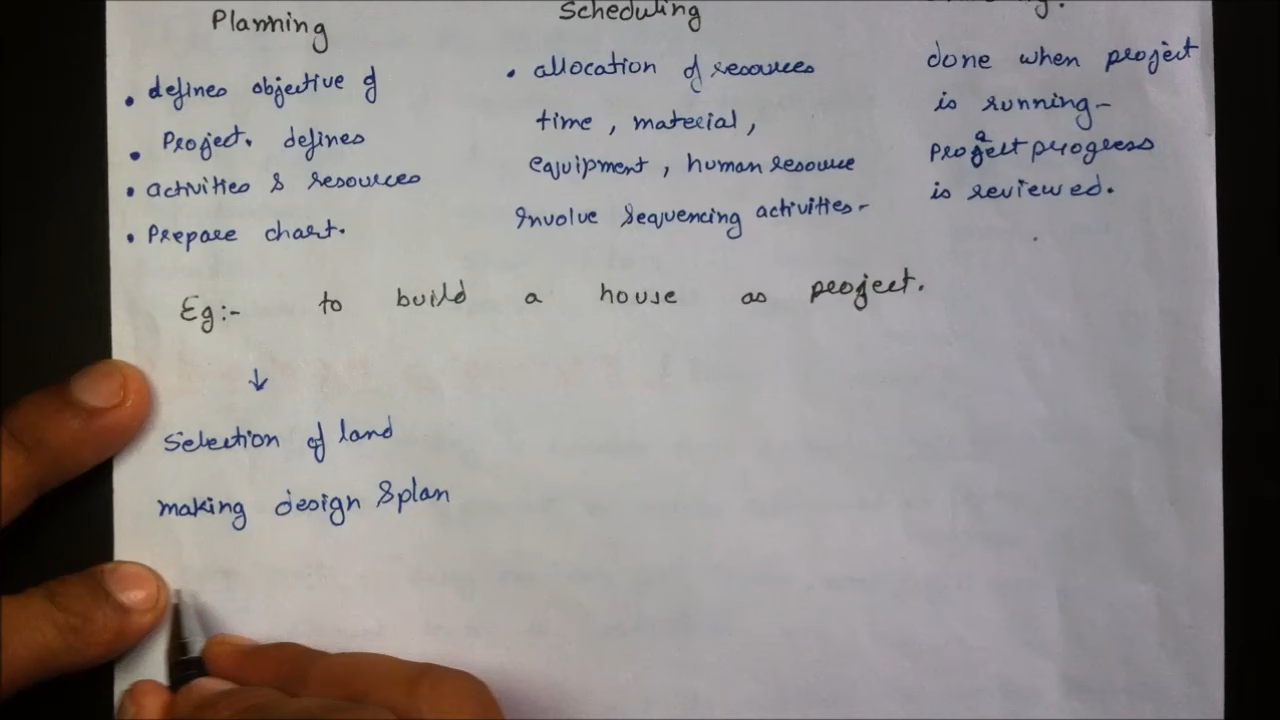 Planning
• defines objective of
• Project. defines
• activities & resources
• Prepare chart.
Scheduling
• allocation of resources
time, material,
equipment, human resource
Involve Sequencing activities-
done when project
is running-
Project progress
is reviewed.
Eg:- to build a house as project.
↓
Selection of land
making design & plan